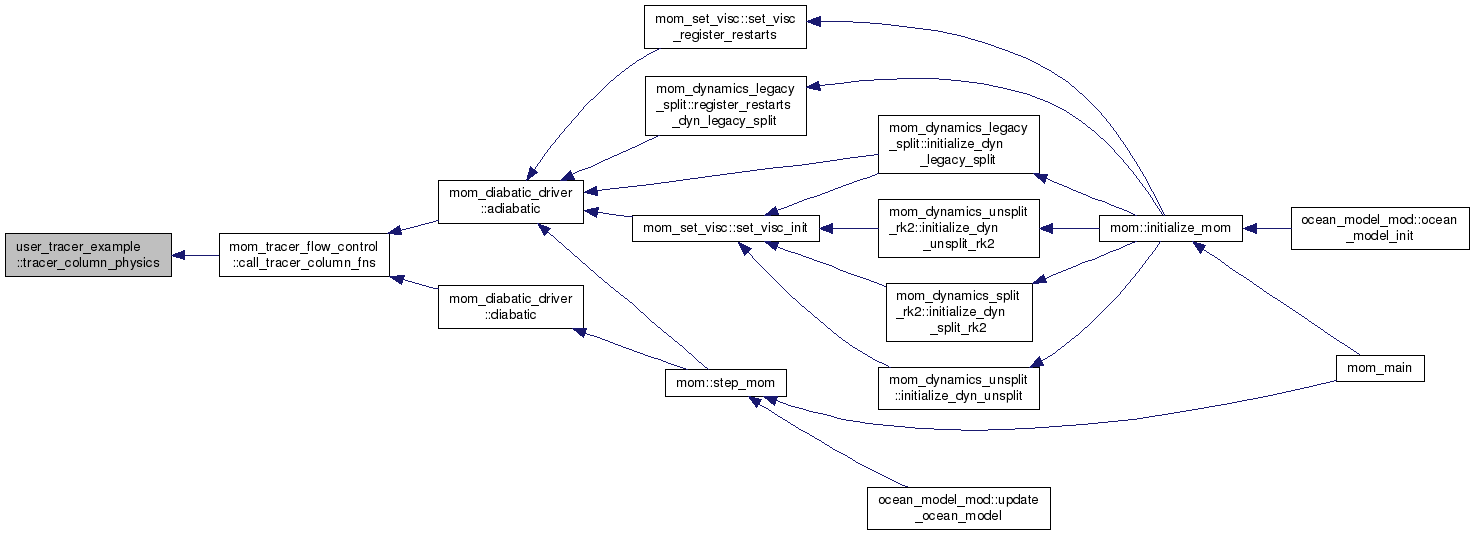 user_tracer_example
::tracer_column_physics
mom_tracer_flow_control
::call_tracer_column_fns
mom_diabatic_driver
::adiabatic
mom_diabatic_driver
::diabatic
mom_set_visc::set_visc
_register_restarts
mom_dynamics_legacy
_split::register_restarts
_dyn_legacy_split
mom_set_visc::set_visc_init
mom::step_mom
mom_dynamics_legacy
_split::initialize_dyn
_legacy_split
mom_dynamics_unsplit
_rk2::initialize_dyn
_unsplit_rk2
mom_dynamics_split
_rk2::initialize_dyn
_split_rk2
mom_dynamics_unsplit
::initialize_dyn_unsplit
ocean_model_mod::update
_ocean_model
mom::initialize_mom
ocean_model_mod::ocean
_model_init
mom_main